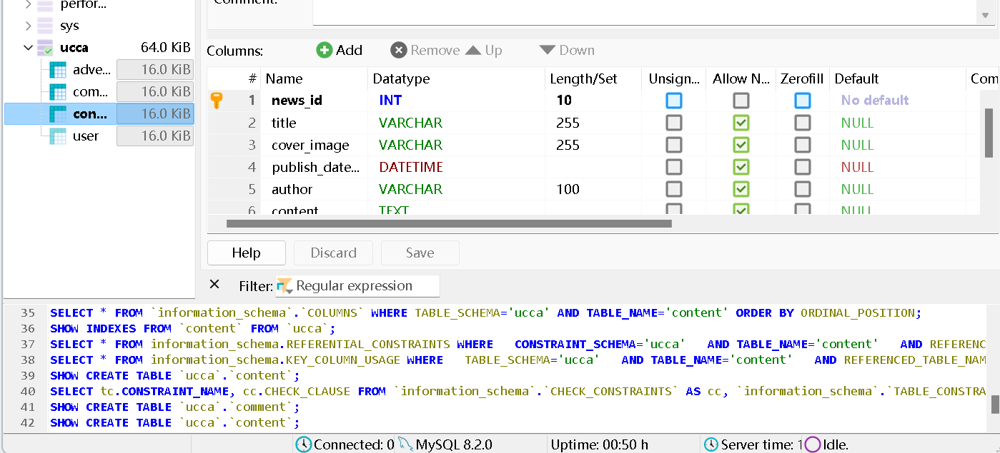 perfor...
sys
ucca 64.0 KiB
adve... 16.0 KiB
com... 16.0 KiB
con... 16.0 KiB
user 16.0 KiB
Comment:
Columns: Add Remove Up Down
# Name Datatype Length/Set Unsign... Allow N... Zerofill Default Com
1 news_id INT 10 No default
2 title VARCHAR 255 NULL
3 cover_image VARCHAR 255 NULL
4 publish_date... DATETIME NULL
5 author VARCHAR 100 NULL
6 content TEXT NULL
Help Discard Save
Filter: Regular expression
35 SELECT * FROM `information_schema`.`COLUMNS` WHERE TABLE_SCHEMA='ucca' AND TABLE_NAME='content' ORDER BY ORDINAL_POSITION;
36 SHOW INDEXES FROM `content` FROM `ucca`;
37 SELECT * FROM information_schema.REFERENTIAL_CONSTRAINTS WHERE   CONSTRAINT_SCHEMA='ucca'   AND TABLE_NAME='content'   AND REFERENC
38 SELECT * FROM information_schema.KEY_COLUMN_USAGE WHERE   TABLE_SCHEMA='ucca'   AND TABLE_NAME='content'   AND REFERENCED_TABLE_NAM
39 SHOW CREATE TABLE `ucca`.`content`;
40 SELECT tc.CONSTRAINT_NAME, cc.CHECK_CLAUSE FROM `information_schema`.`CHECK_CONSTRAINTS` AS cc, `information_schema`.`TABLE_CONSTRA
41 SHOW CREATE TABLE `ucca`.`comment`;
42 SHOW CREATE TABLE `ucca`.`content`;
Connected: 0 MySQL 8.2.0 Uptime: 00:50 h Server time: 1 Idle.